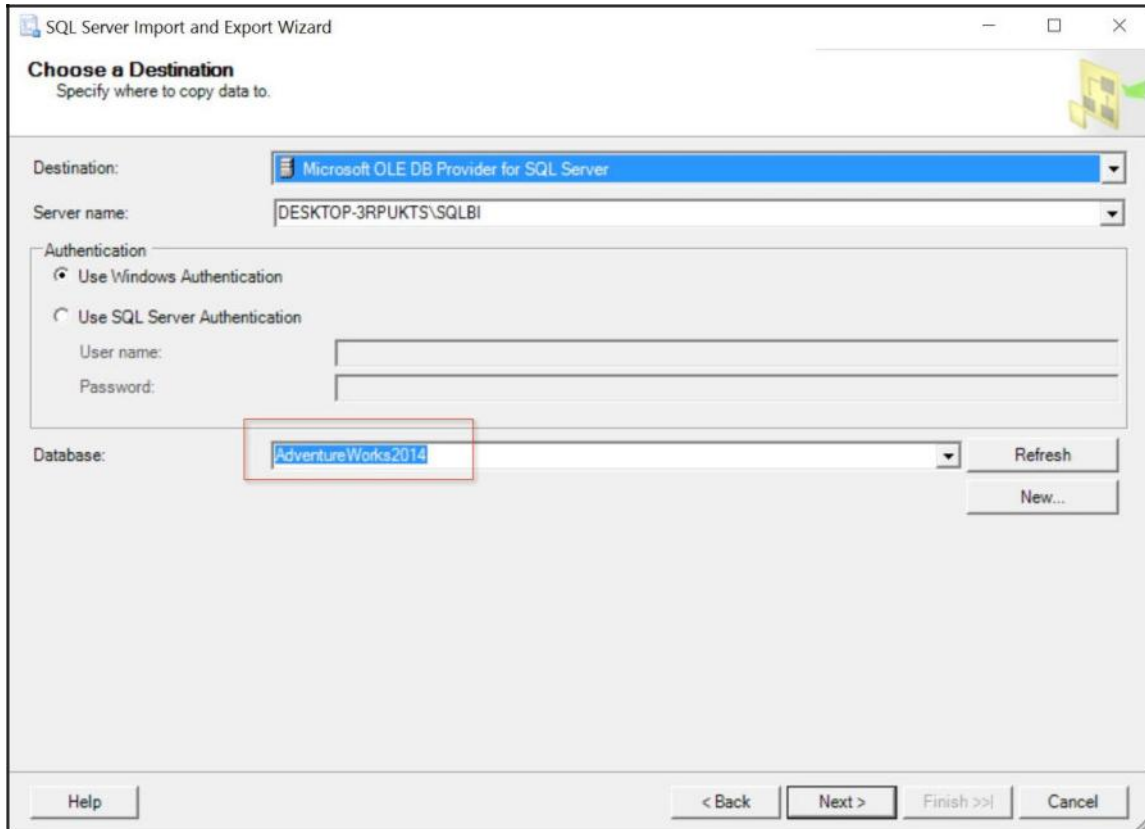 SQL Server Import and Export Wizard
Choose a Destination
Specify where to copy data to.
Destination: Microsoft OLE DB Provider for SQL Server
Server name: DESKTOP-3RPUKTS\SQLBI
Authentication
Use Windows Authentication
Use SQL Server Authentication
User name:
Password:
Database: AdventureWorks2014 Refresh
New...
Help < Back Next > Finish >>| Cancel